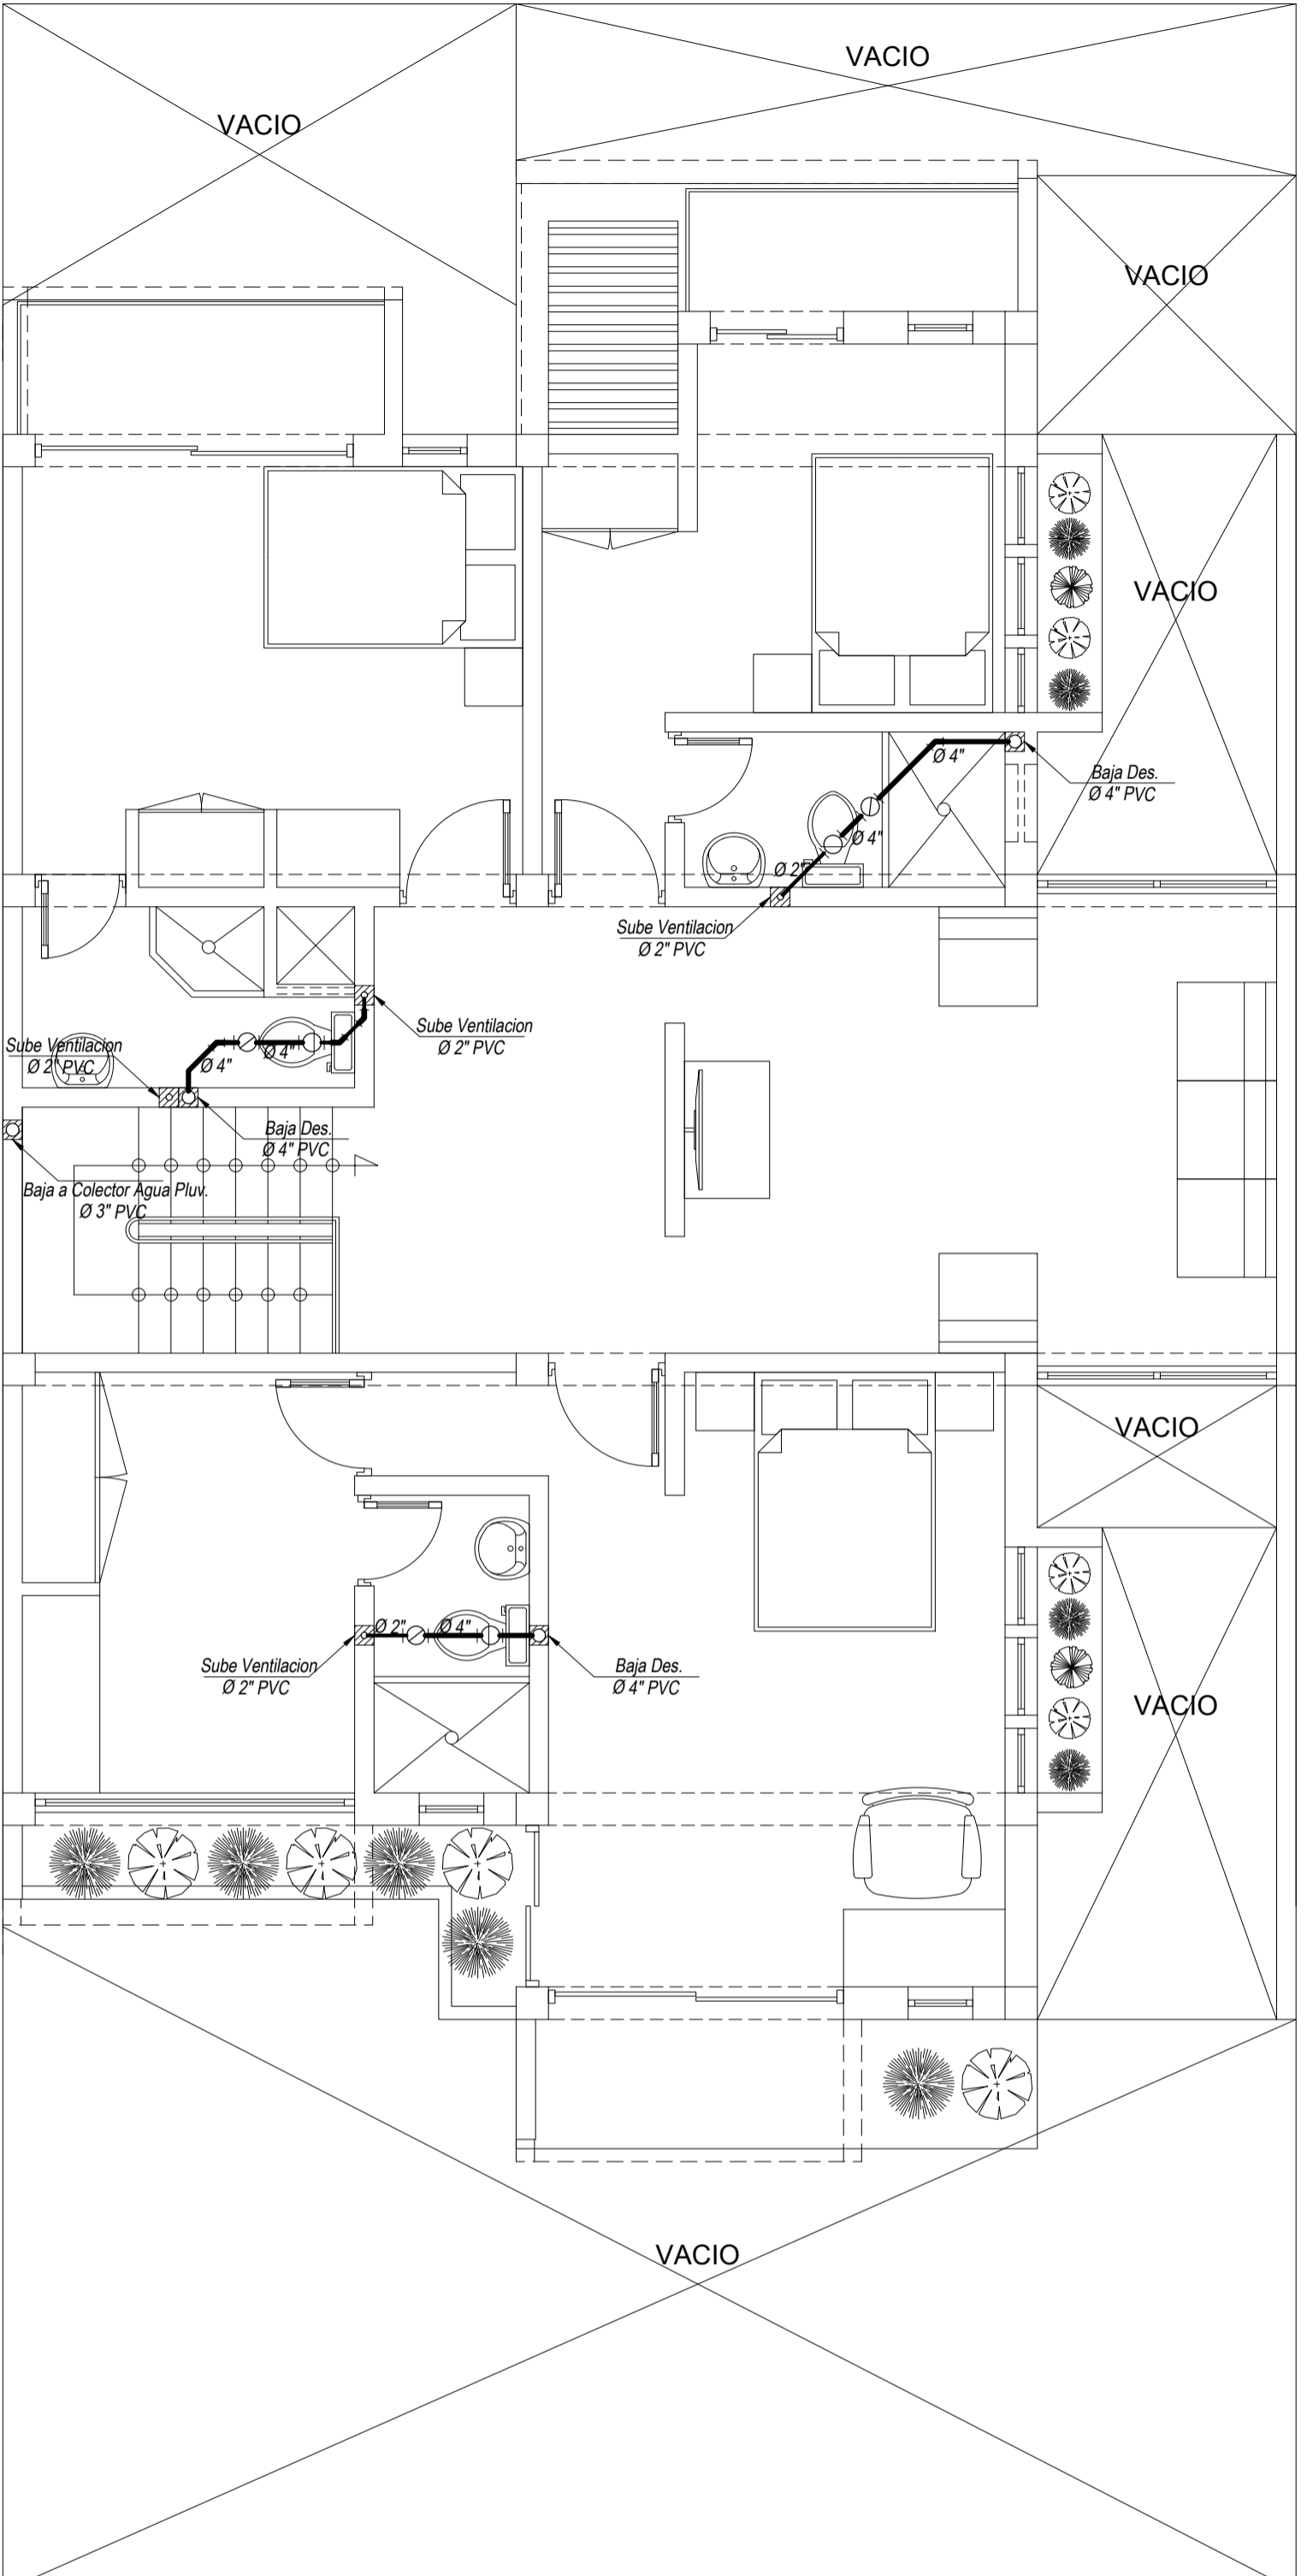 VACIO
VACIO
VACIO
VACIO
Ø 4"
Baja Des.
Ø 4" PVC
Ø 4"
Ø 2"
Sube Ventilacion
Ø 2" PVC
Sube Ventilacion
Ø 2" PVC
Sube Ventilacion
Ø 2" PVC
Ø 4"
Ø 4"
Baja Des.
Ø 4" PVC
Baja a Colector Agua Pluv.
Ø 3" PVC
VACIO
Ø 2"
Ø 4"
Sube Ventilacion
Ø 2" PVC
Baja Des.
Ø 4" PVC
VACIO
VACIO